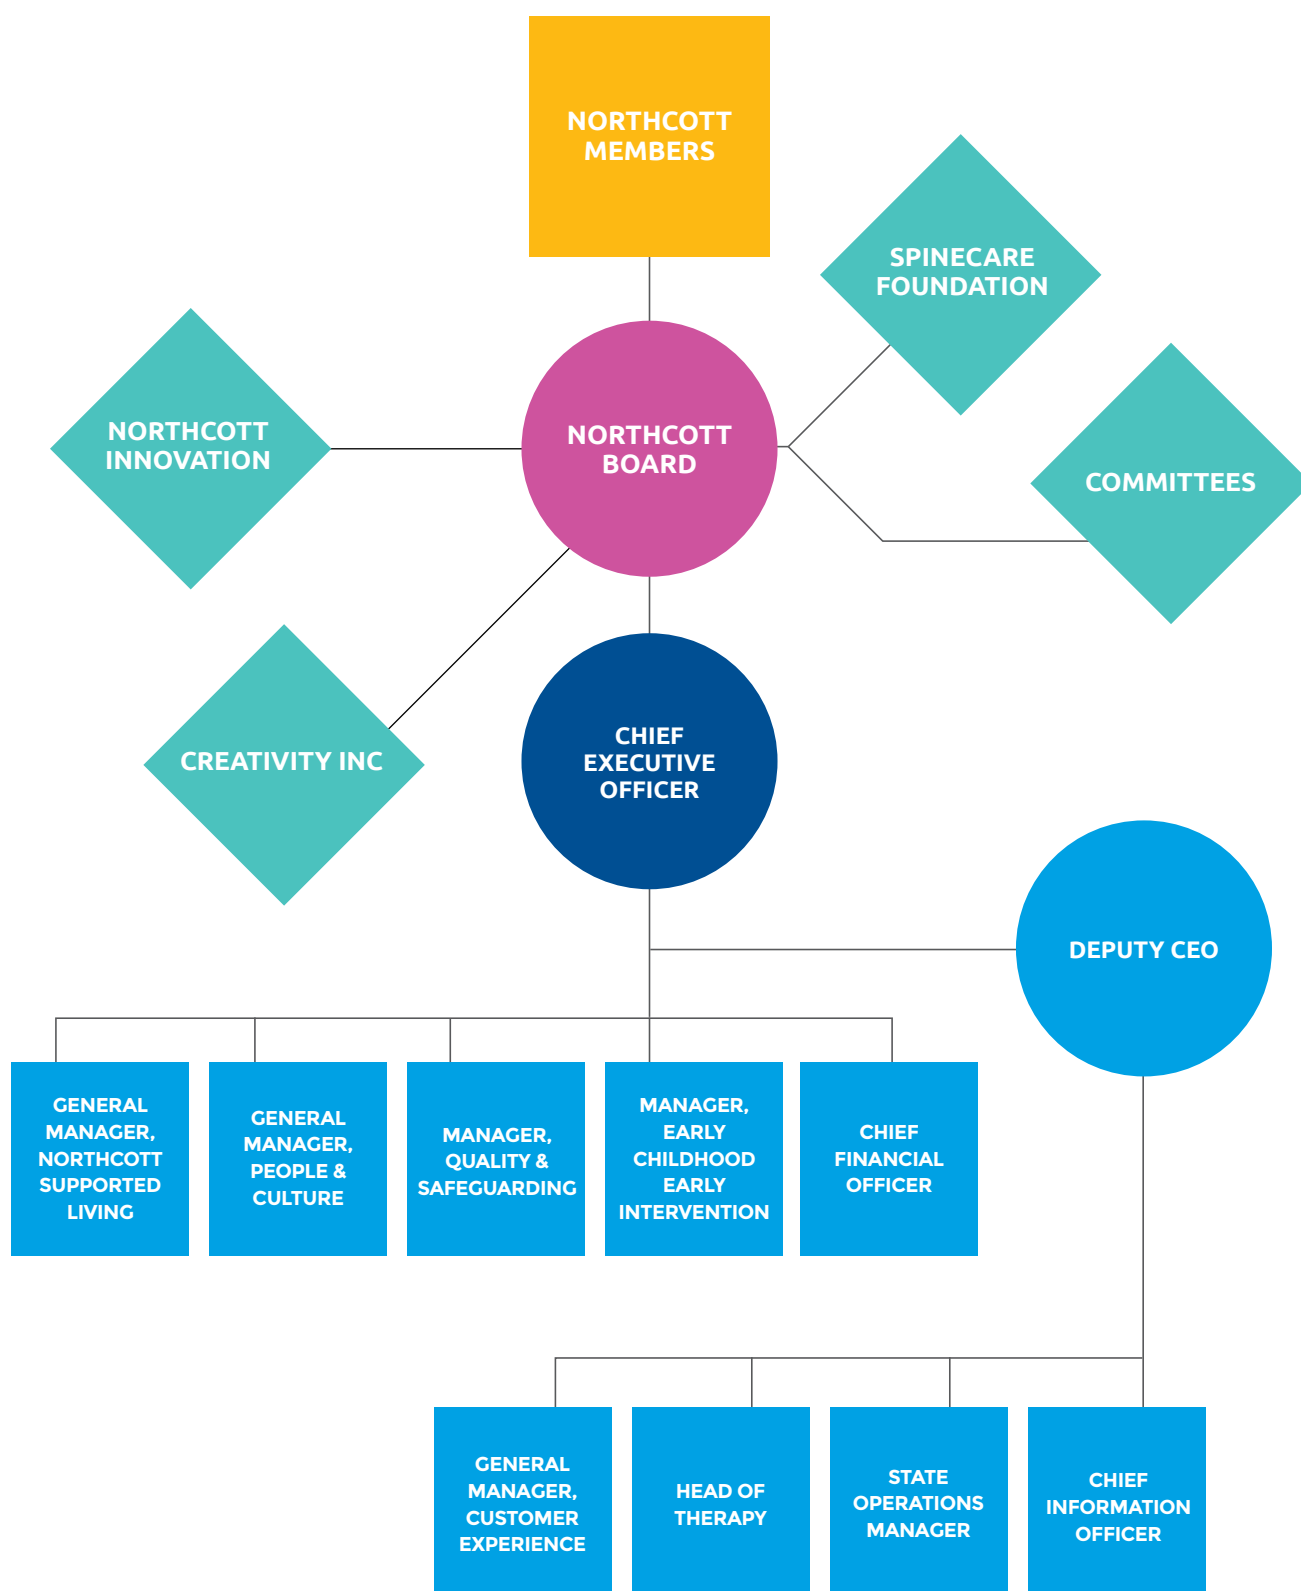 NORTHCOTT
MEMBERS
SPINECARE
FOUNDATION
NORTHCOTT
INNOVATION
NORTHCOTT
BOARD
COMMITTEES
CREATIVITY INC
CHIEF
EXECUTIVE
OFFICER
DEPUTY CEO
GENERAL
MANAGER,
NORTHCOTT
SUPPORTED
LIVING
GENERAL
MANAGER,
PEOPLE &
CULTURE
MANAGER,
QUALITY &
SAFEGUARDING
MANAGER,
EARLY
CHILDHOOD
EARLY
INTERVENTION
CHIEF
FINANCIAL
OFFICER
GENERAL
MANAGER,
CUSTOMER
EXPERIENCE
HEAD OF
THERAPY
STATE
OPERATIONS
MANAGER
CHIEF
INFORMATION
OFFICER